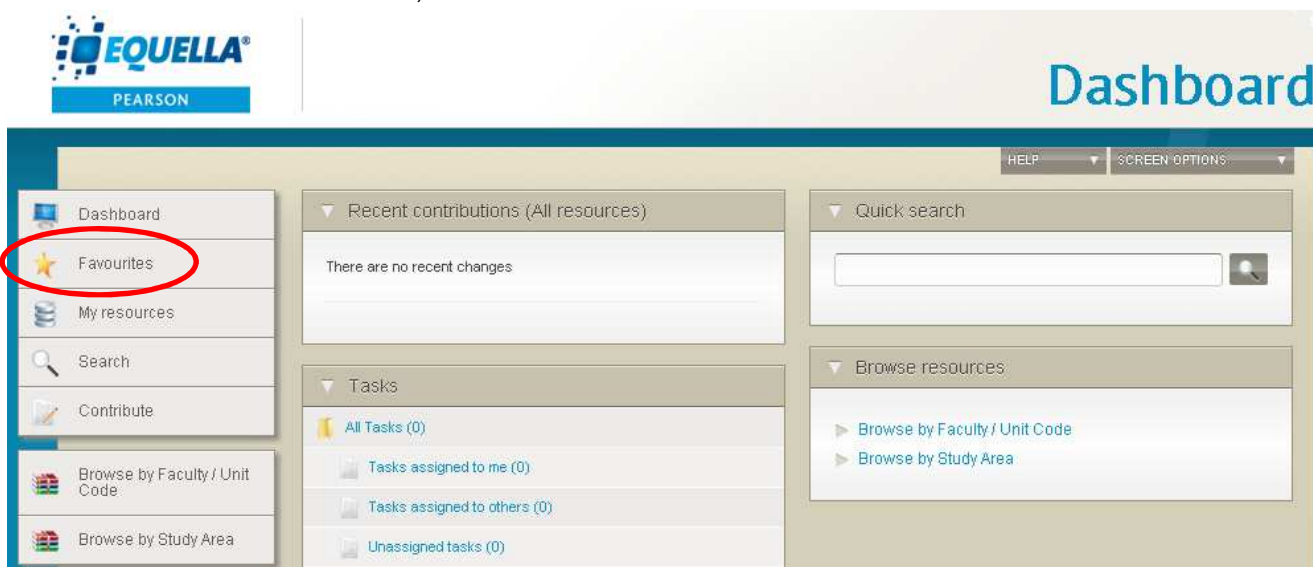 EQUELLA®
PEARSON
Dashboard
HELP
SCREEN OPTIONS
Dashboard
Favourites
My resources
Search
Contribute
Browse by Faculty / Unit
Code
Browse by Study Area
Recent contributions (All resources)
There are no recent changes
Tasks
All Tasks (0)
Tasks assigned to me (0)
Tasks assigned to others (0)
Unassigned tasks (0)
Quick search
Browse resources
Browse by Faculty / Unit Code
Browse by Study Area